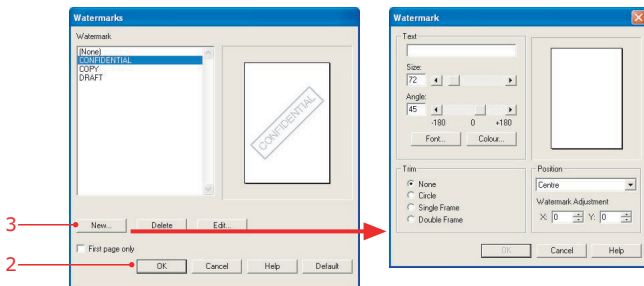 Watermarks
Watermark
(None)
CONFIDENTIAL
COPY
DRAFT
CONFIDENTIAL
3
New...
Delete
Edit...
First page only
2
OK
Cancel
Help
Default
Watermark
Text
Size:
72
Angle:
45
-180 0 +180
Font...
Colour...
Trim
None
Circle
Single Frame
Double Frame
Position
Centre
Watermark Adjustment
X: 0 Y: 0
OK
Cancel
Help